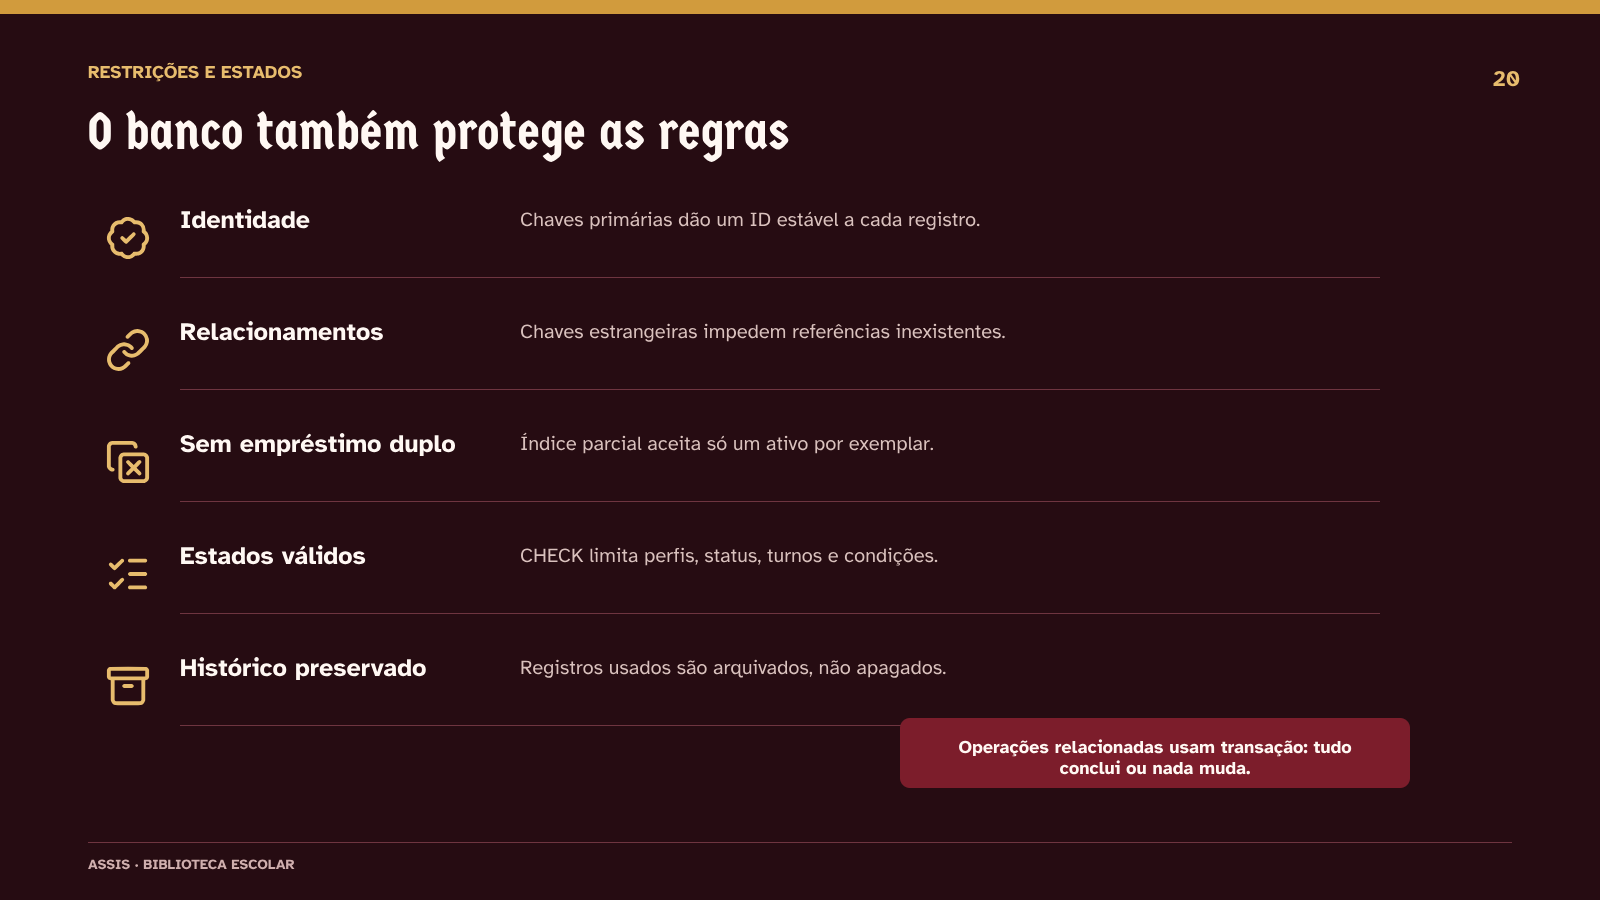 RESTRIÇÕES E ESTADOS
20
O banco também protege as regras
Identidade
Chaves primárias dão um ID estável a cada registro.
Relacionamentos
Chaves estrangeiras impedem referências inexistentes.
Sem empréstimo duplo
Índice parcial aceita só um ativo por exemplar.
Estados válidos
CHECK limita perfis, status, turnos e condições.
Histórico preservado
Registros usados são arquivados, não apagados.
Operações relacionadas usam transação: tudo
conclui ou nada muda.
ASSIS · BIBLIOTECA ESCOLAR